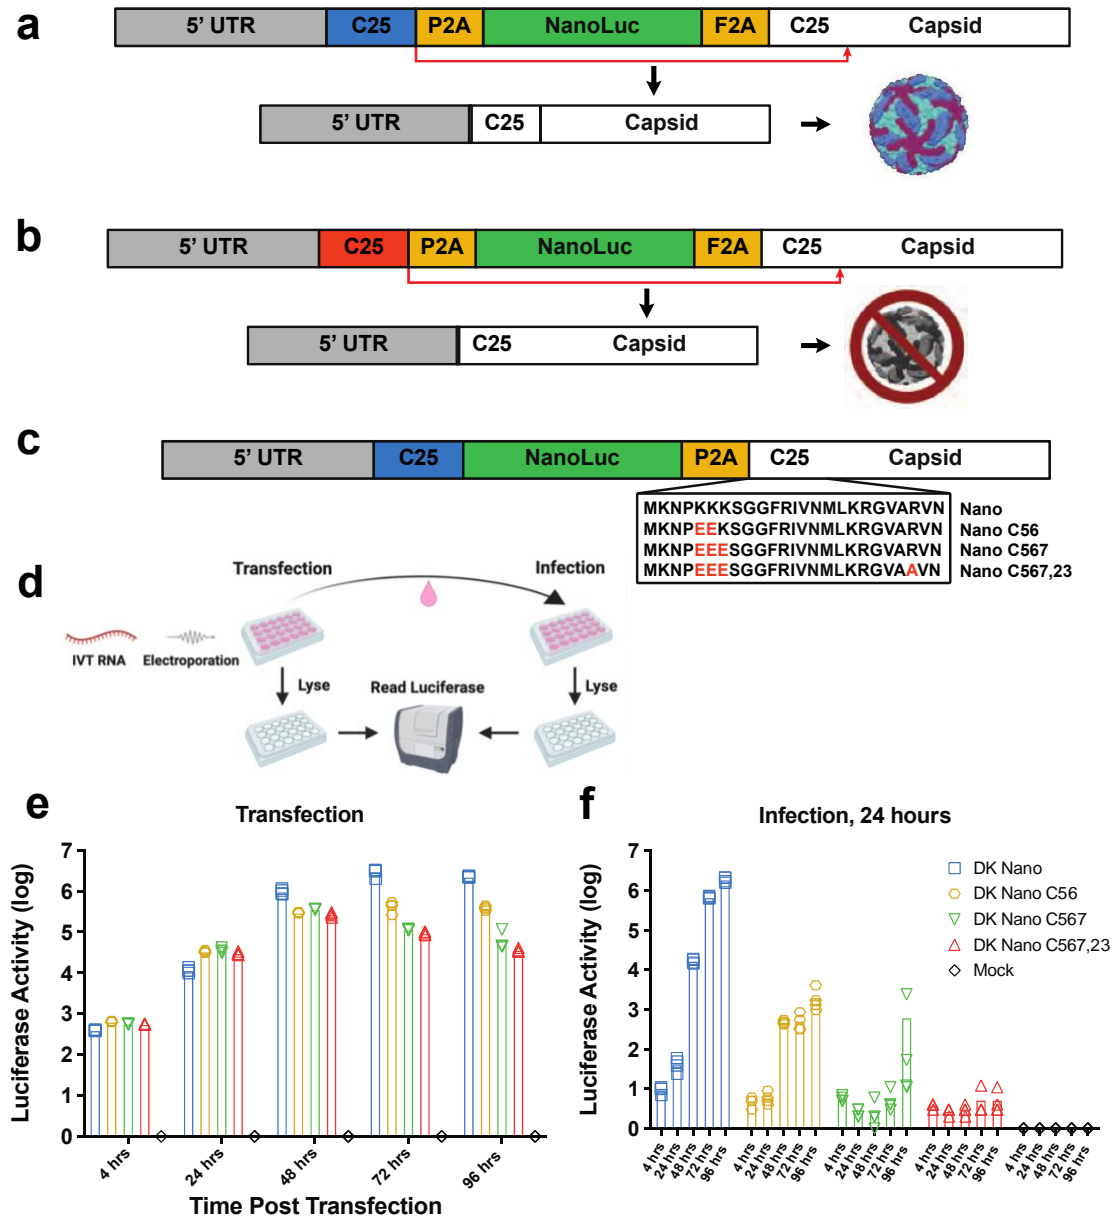 a
5' UTR C25 P2A NanoLuc F2A C25 Capsid
5' UTR C25 Capsid
b
5' UTR C25 P2A NanoLuc F2A C25 Capsid
5' UTR C25 Capsid
c
5' UTR C25 NanoLuc P2A C25 Capsid
MKNPKKKSGGFRIVNMLKRGVARVN Nano
MKNPEEKSGGFRIVNMLKRGVARVN Nano C56
MKNPEEESGGFRIVNMLKRGVARVN Nano C567
MKNPEEESGGFRIVNMLKRGVAAVN Nano C567,23
d
Transfection Infection
IVT RNA Electroporation
Lyse Read Luciferase Lyse
e
Transfection
Luciferase Activity (log)
7
6
5
4
3
2
1
0
4 hrs 24 hrs 48 hrs 72 hrs 96 hrs
Time Post Transfection
f
Infection, 24 hours
Luciferase Activity (log)
7
6
5
4
3
2
1
0
DK Nano
DK Nano C56
DK Nano C567
DK Nano C567,23
Mock
4 hrs 24 hrs 48 hrs 72 hrs 96 hrs 4 hrs 24 hrs 48 hrs 72 hrs 96 hrs 4 hrs 24 hrs 48 hrs 72 hrs 96 hrs 4 hrs 24 hrs 48 hrs 72 hrs 96 hrs 4 hrs 24 hrs 48 hrs 72 hrs 96 hrs